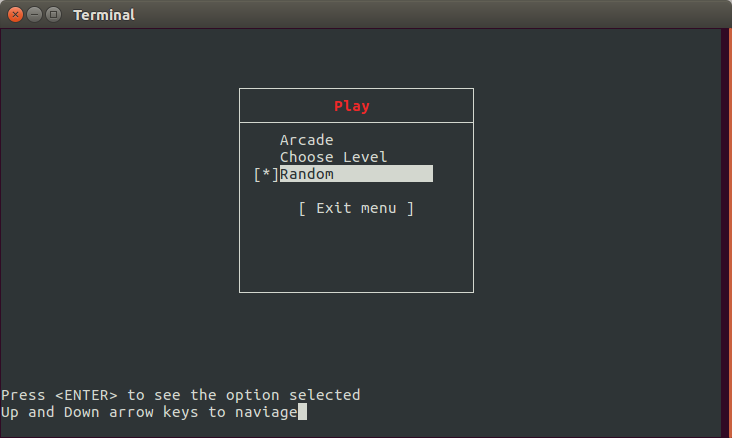 Terminal
Play
Arcade
Choose Level
[*]Random
[ Exit menu ]
Press <ENTER> to see the option selected
Up and Down arrow keys to naviage